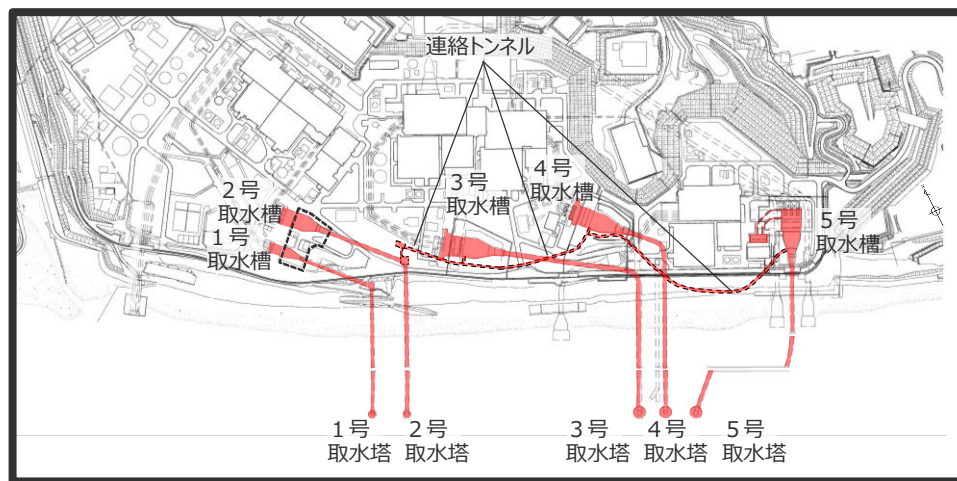 連絡トンネル
2号
取水槽
1号
取水槽
3号
取水槽
4号
取水槽
5号
取水槽
1号
取水塔
2号
取水塔
3号
取水塔
4号
取水塔
5号
取水塔